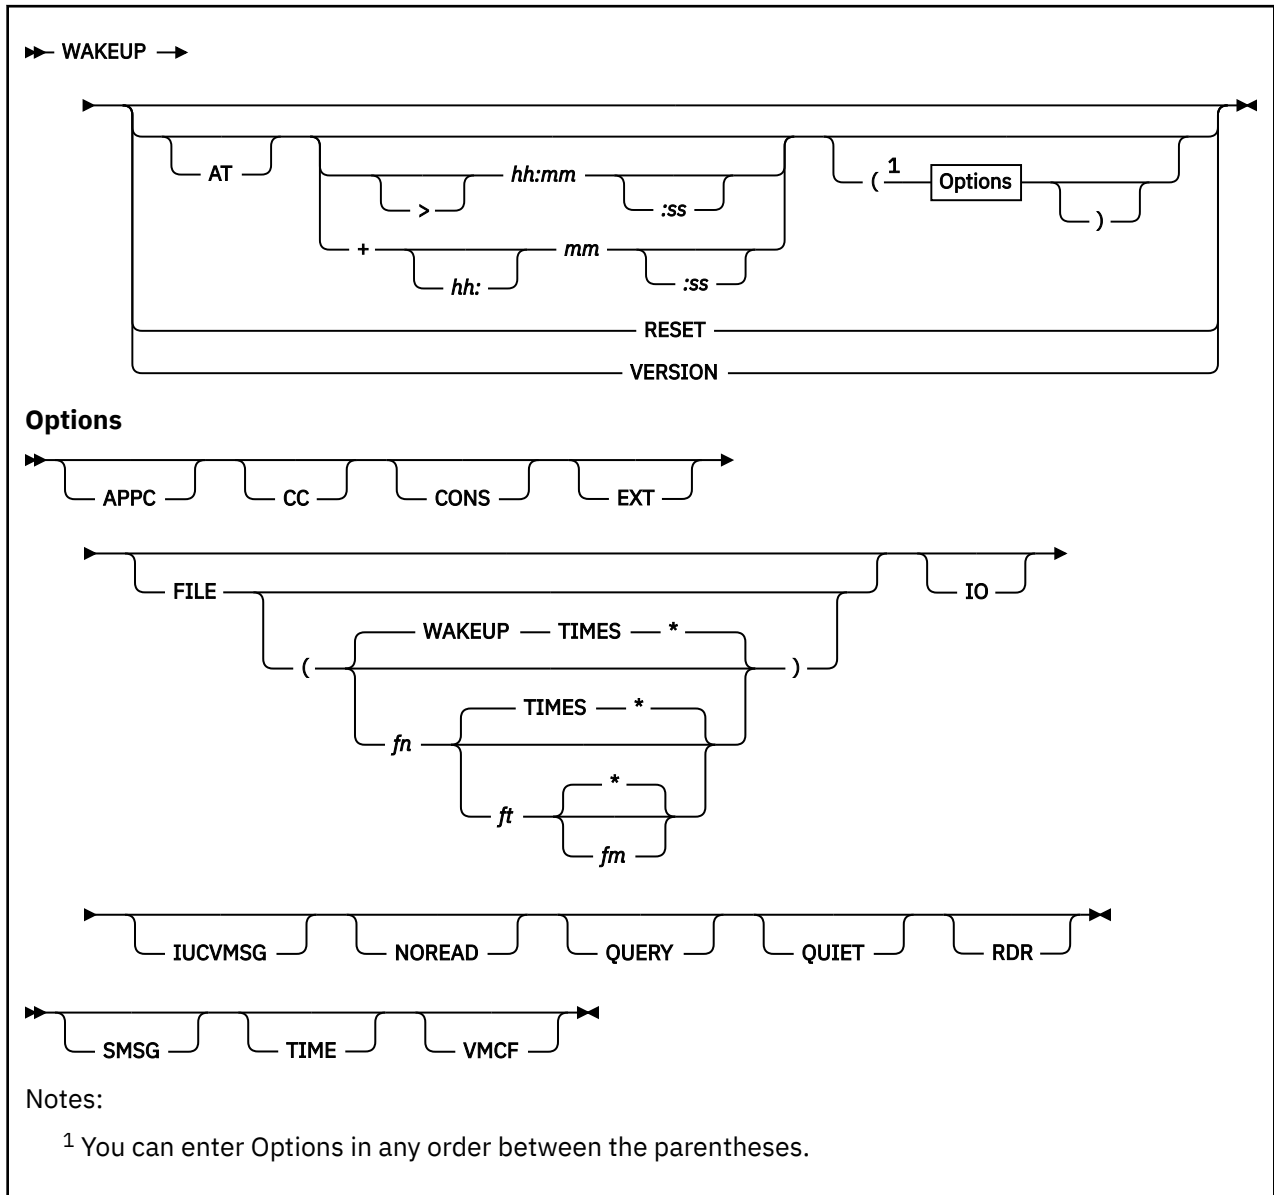 WAKEUP
AT
> hh:mm :ss
+ hh: mm :ss
( 1 Options )
RESET
VERSION
Options
APPC CC CONS EXT
FILE IO
( WAKEUP TIMES * )
TIMES *
fn
*
ft
fm
IUCVMSG NOREAD QUERY QUIET RDR
SMSG TIME VMCF
Notes:
1 You can enter Options in any order between the parentheses.